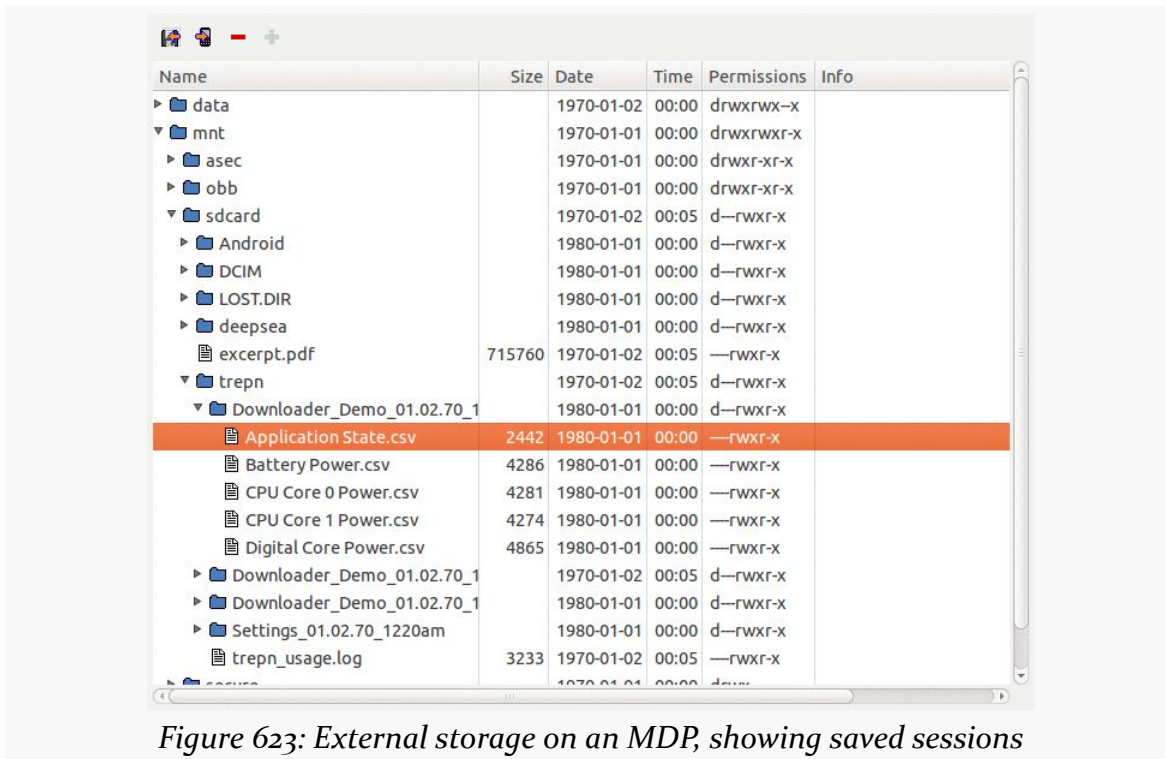 Name Size Date Time Permissions Info
data 1970-01-02 00:00 drwxrwx--x
mnt 1970-01-01 00:00 drwxrwxr-x
asec 1970-01-01 00:00 drwxr-xr-x
obb 1970-01-01 00:00 drwxr-xr-x
sdcard 1970-01-02 00:05 d---rwxr-x
Android 1980-01-01 00:00 d---rwxr-x
DCIM 1980-01-01 00:00 d---rwxr-x
LOST.DIR 1980-01-01 00:00 d---rwxr-x
deepsea 1980-01-01 00:00 d---rwxr-x
excerpt.pdf 715760 1970-01-02 00:05 ----rwxr-x
trepn 1970-01-02 00:05 d---rwxr-x
Downloader_Demo_01.02.70_1 1980-01-01 00:00 d---rwxr-x
Application State.csv 2442 1980-01-01 00:00 ----rwxr-x
Battery Power.csv 4286 1980-01-01 00:00 ----rwxr-x
CPU Core 0 Power.csv 4281 1980-01-01 00:00 ----rwxr-x
CPU Core 1 Power.csv 4274 1980-01-01 00:00 ----rwxr-x
Digital Core Power.csv 4865 1980-01-01 00:00 ----rwxr-x
Downloader_Demo_01.02.70_1 1970-01-02 00:05 d---rwxr-x
Downloader_Demo_01.02.70_1 1980-01-01 00:00 d---rwxr-x
Settings_01.02.70_1220am 1980-01-01 00:00 d---rwxr-x
trepn_usage.log 3233 1970-01-02 00:05 ----rwxr-x
Figure 623: External storage on an MDP, showing saved sessions